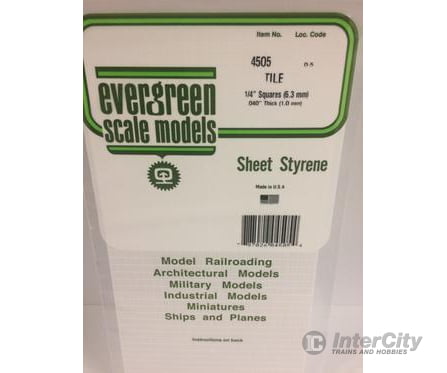 Item No. Loc. Code
4505
TILE
1/4" Squares (6.3 mm)
.040" Thick (1.0 mm)
evergreen
scale models
Sheet Styrene
Made in U.S.A
Model Railroading
Architectural Models
Military Models
Industrial Models
Miniatures
Ships and Planes
Instructions on back
InterCity
TRAINS AND HOBBIES